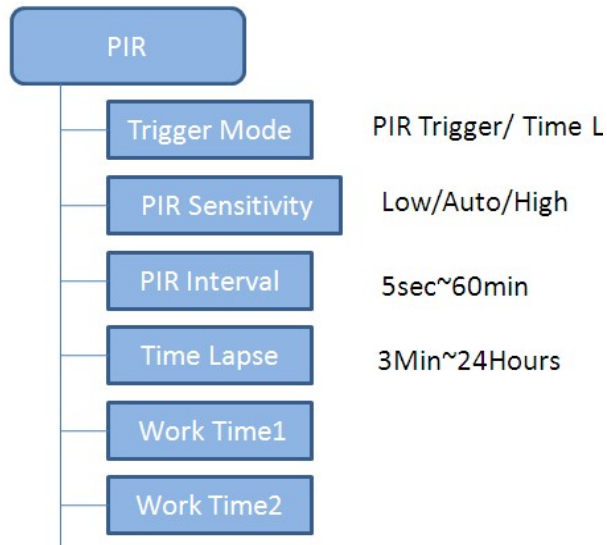 PIR
Trigger Mode PIR Trigger/ Time L
PIR Sensitivity Low/Auto/High
PIR Interval 5sec~60min
Time Lapse 3Min~24Hours
Work Time1
Work Time2